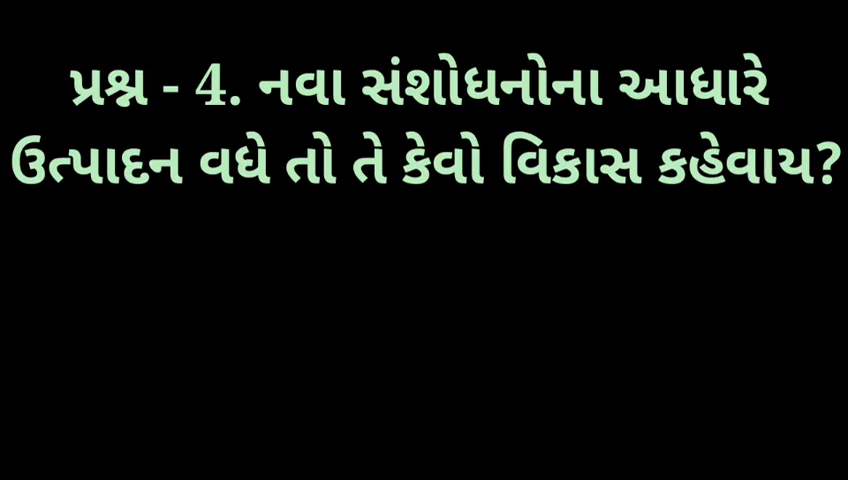 પ્રશ્ન - 4. નવા સંશોધનોના આધારે
ઉત્પાદન વધે તો તે કેવો વિકાસ કહેવાય?